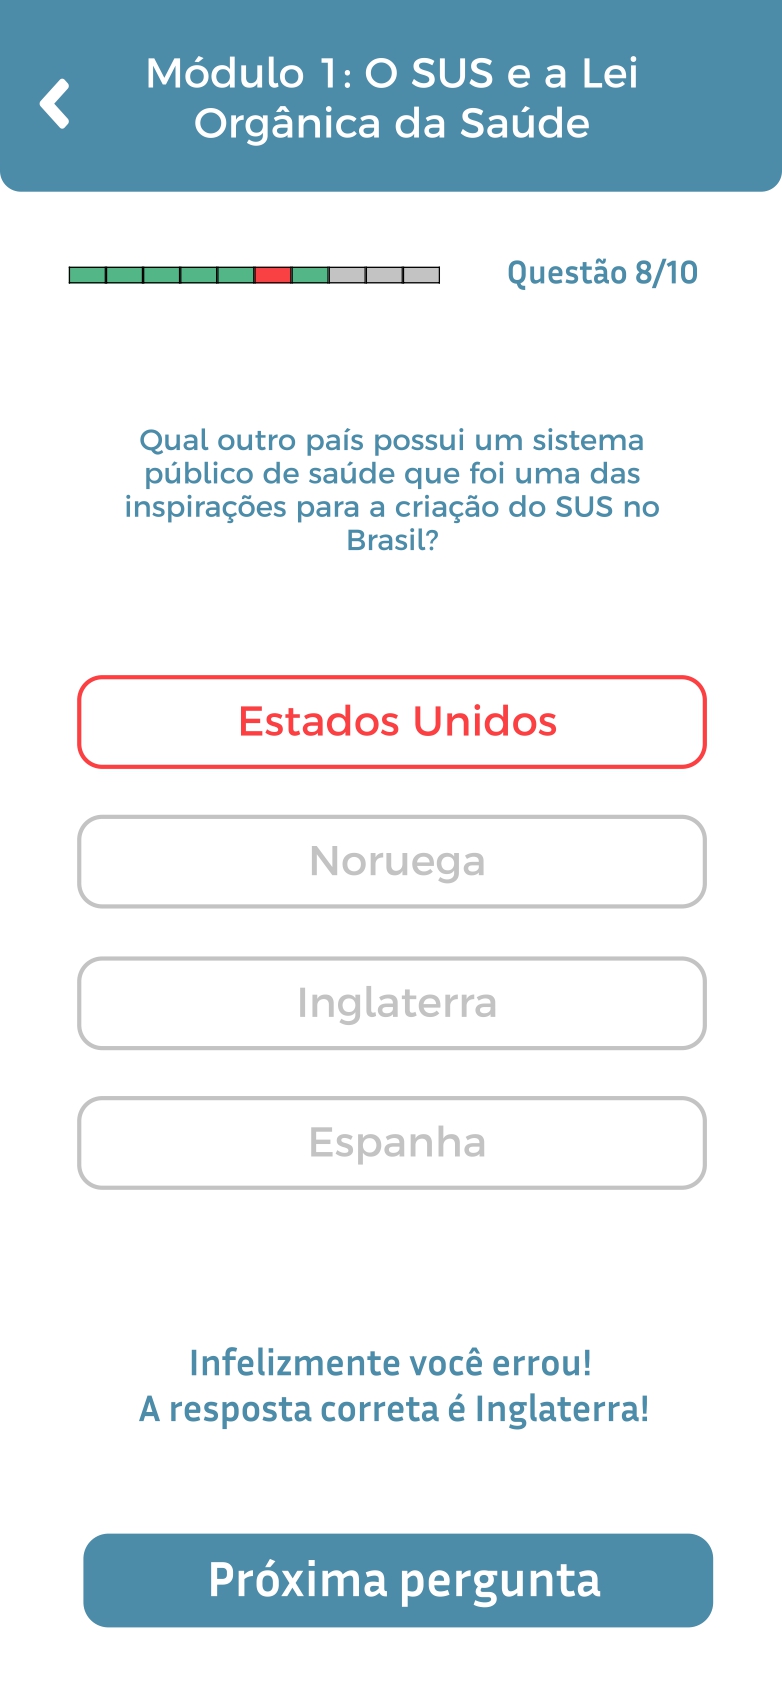 Módulo 1: O SUS e a Lei
Orgânica da Saúde
Questão 8/10
Qual outro país possui um sistema
público de saúde que foi uma das
inspirações para a criação do SUS no
Brasil?
Estados Unidos
Noruega
Inglaterra
Espanha
Infelizmente você errou!
A resposta correta é Inglaterra!
Próxima pergunta